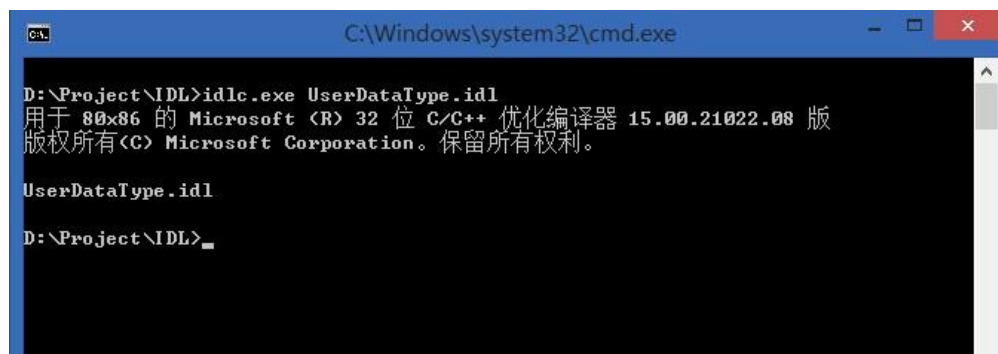 C:\Windows\system32\cmd.exe
D:\Project\IDL>idlc.exe UserDataType.idl
用于 80x86 的 Microsoft (R) 32 位 C/C++ 优化编译器 15.00.21022.08 版
版权所有(C) Microsoft Corporation。保留所有权利。
UserDataType.idl
D:\Project\IDL>_